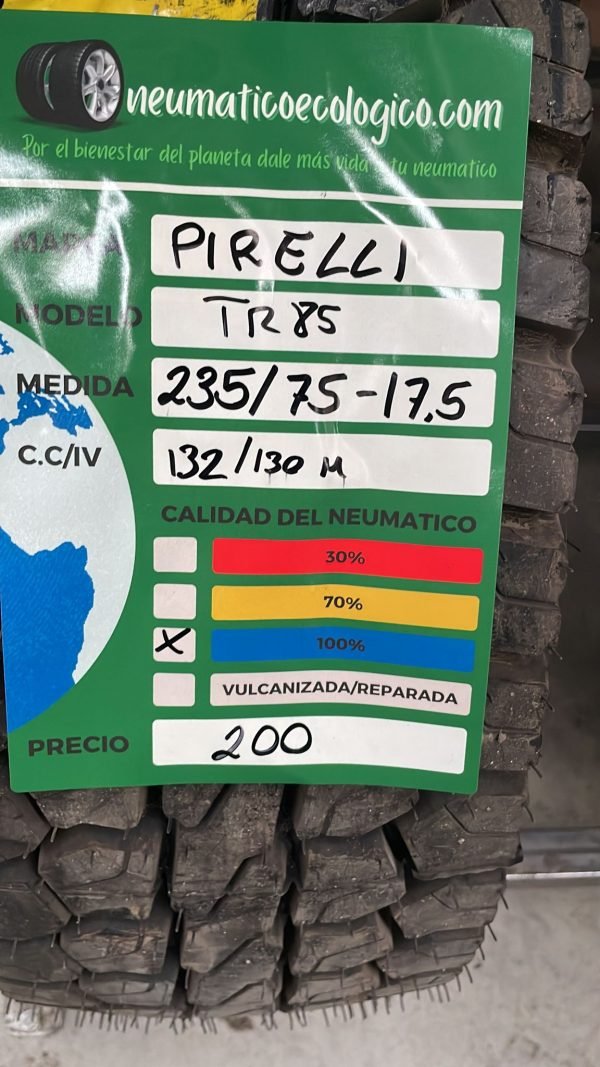 neumaticoecologico.com
Por el bienestar del planeta dale más vida a tu neumatico
MARCA PIRELLI
MODELO TR85
MEDIDA 235/75-17.5
C.C/IV 132/130 M
CALIDAD DEL NEUMATICO
30%
70%
X 100%
VULCANIZADA/REPARADA
PRECIO 200